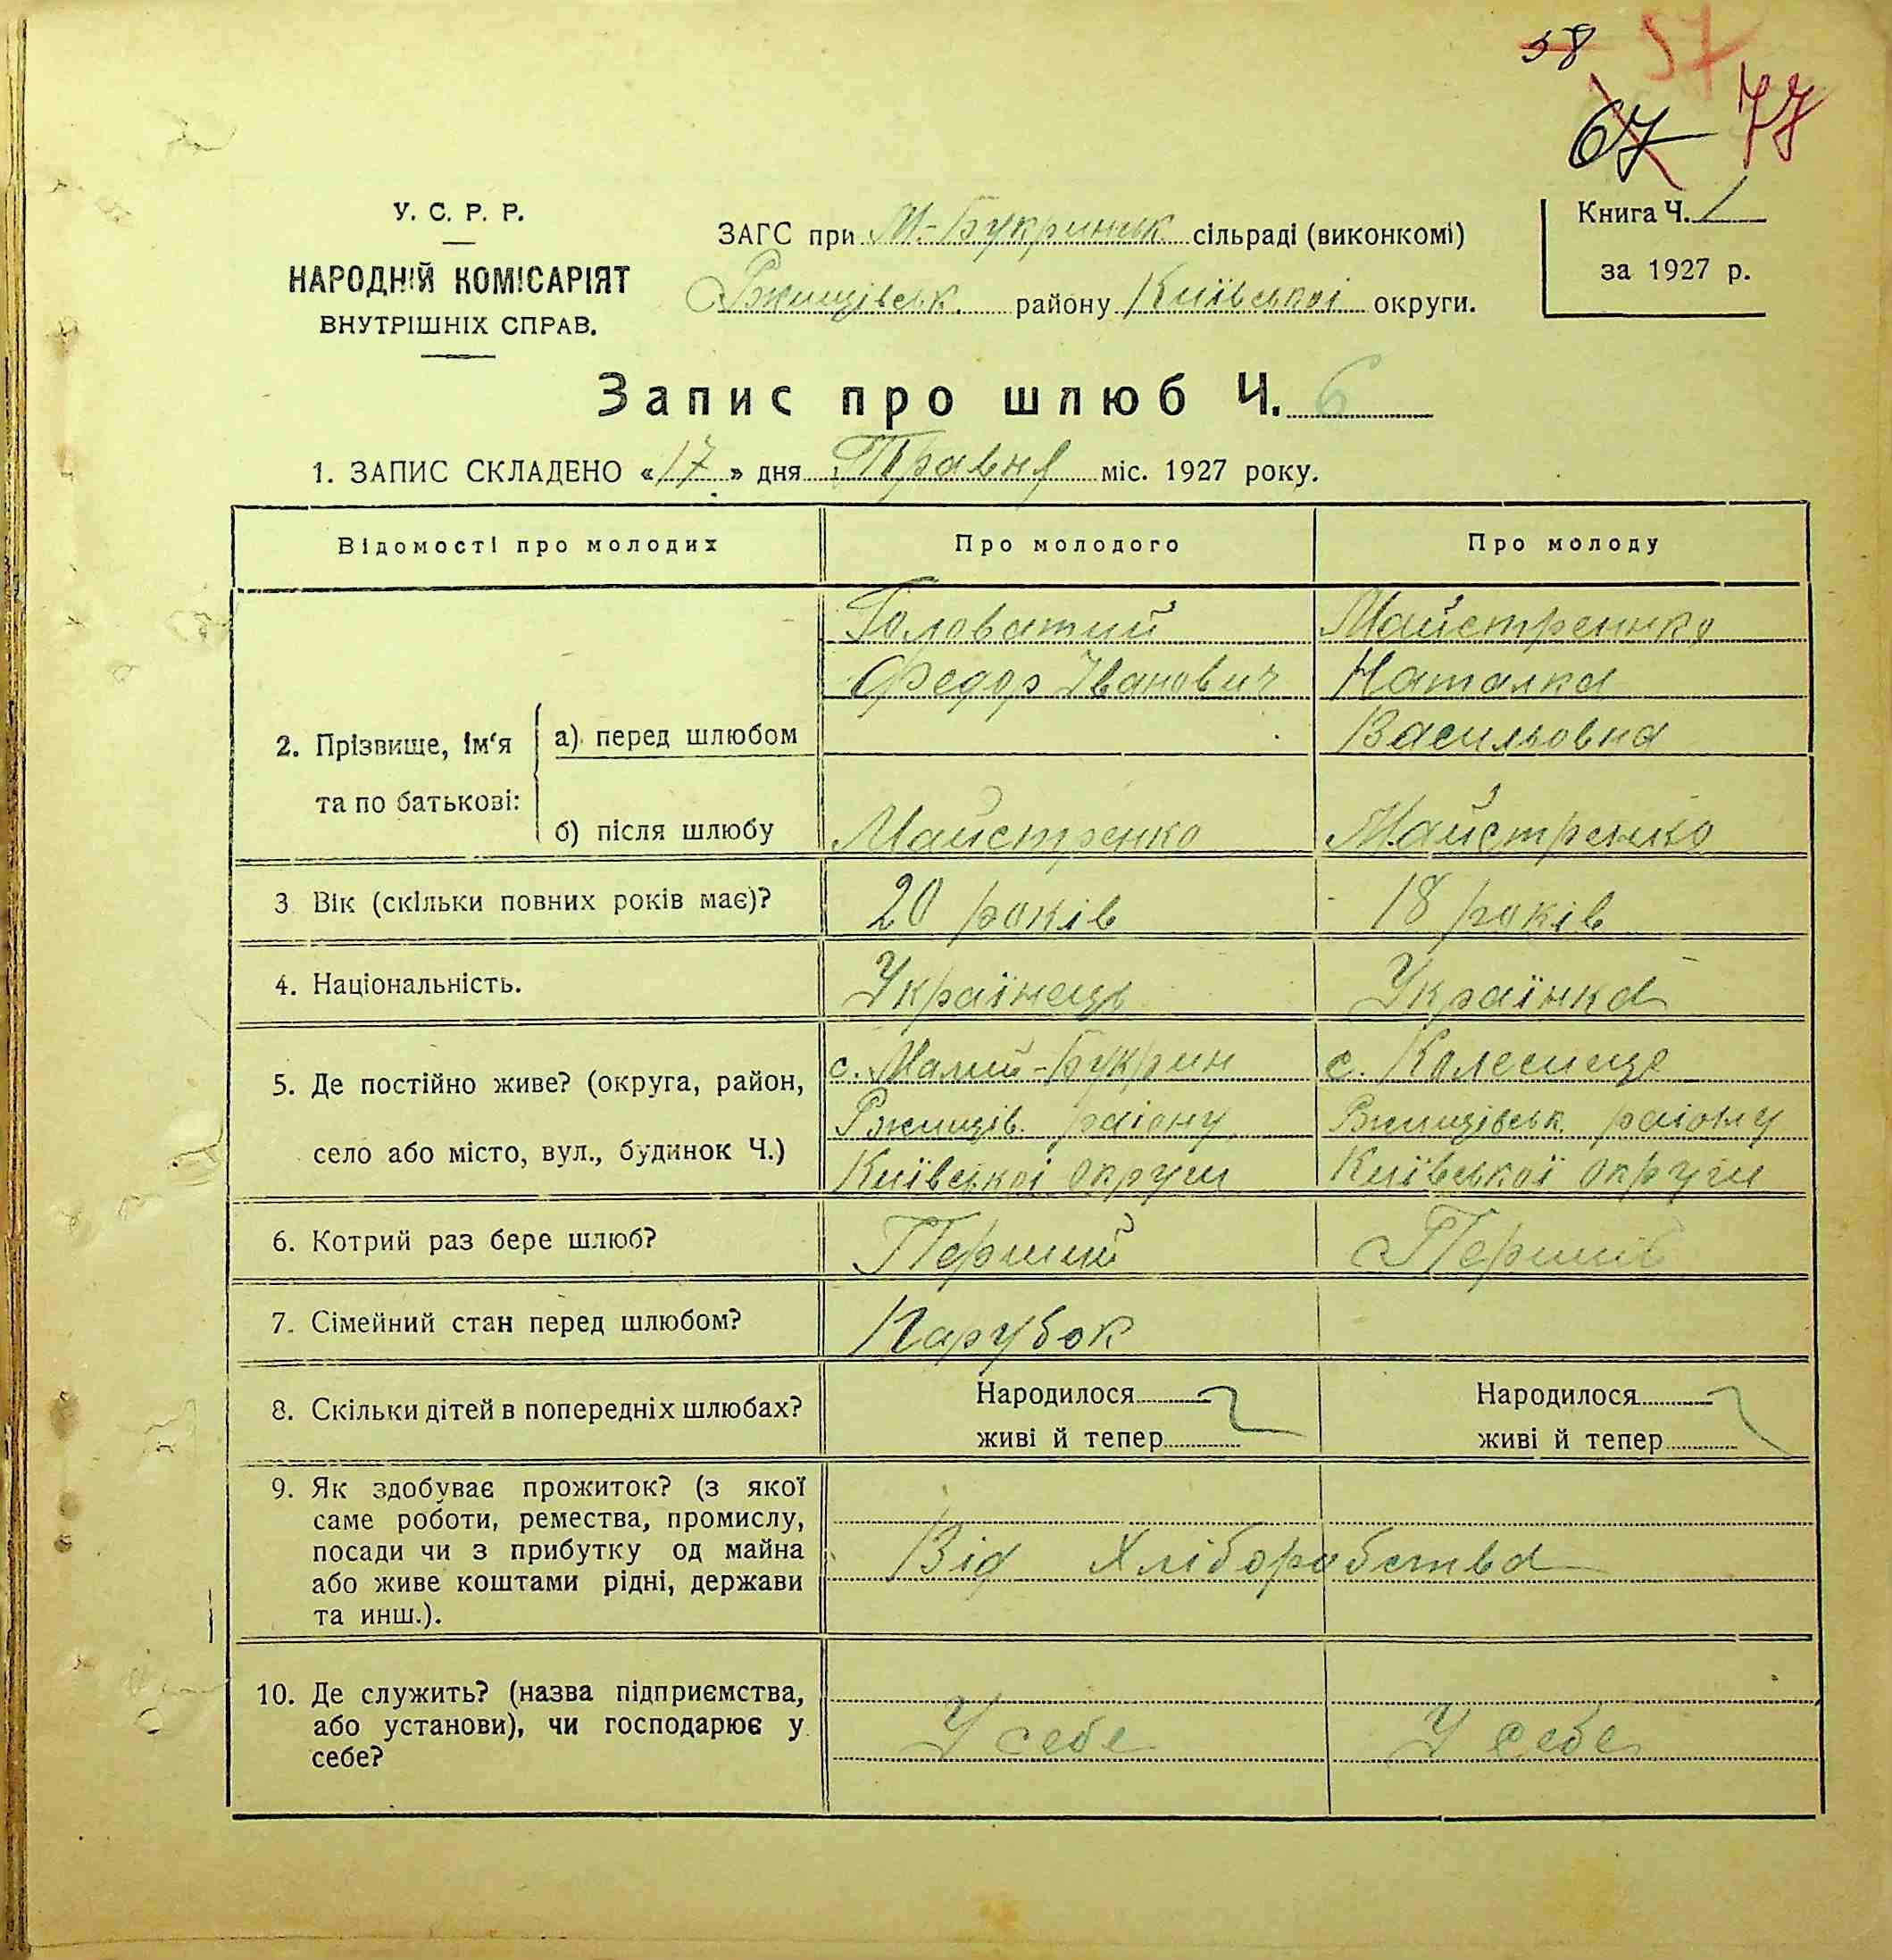 58 57
67 77
У. С. Р. Р.
НАРОДНІЙ КОМІСАРІЯТ
ВНУТРІШНІХ СПРАВ.
ЗАГС при М-Букринськ сільраді (виконкомі)
Ржищівськ. району Київської округи.
Книга Ч. 1
за 1927 р.
Запис про шлюб Ч. 6
1. ЗАПИС СКЛАДЕНО «17» дня Травня міс. 1927 року.
Відомості про молодих Про молодого Про молоду
2. Прізвище, ім'я та по батькові:
а) перед шлюбом
Головатий Майстренко
Федор Іванович Наталка
Васильовна
б) після шлюбу Майстренко Майстренко
3. Вік (скільки повних років має)? 20 років 18 років
4. Національність. Українець Українка
5. Де постійно живе? (округа, район,
село або місто, вул., будинок Ч.)
с. Малий-Букрин с. Колесище
Ржищів. району Ржищівськ. району
Київської округи Київської округи
6. Котрий раз бере шлюб? Перший Перший
7. Сімейний стан перед шлюбом? Парубок
8. Скільки дітей в попередніх шлюбах? Народилося Народилося
живі й тепер живі й тепер
9. Як здобуває прожиток? (з якої
саме роботи, ремества, промислу,
посади чи з прибутку од майна
або живе коштами рідні, держави
та инш.).
Від Хліборобства
10. Де служить? (назва підприємства,
або установи), чи господарює у
себе?
У себе У себе